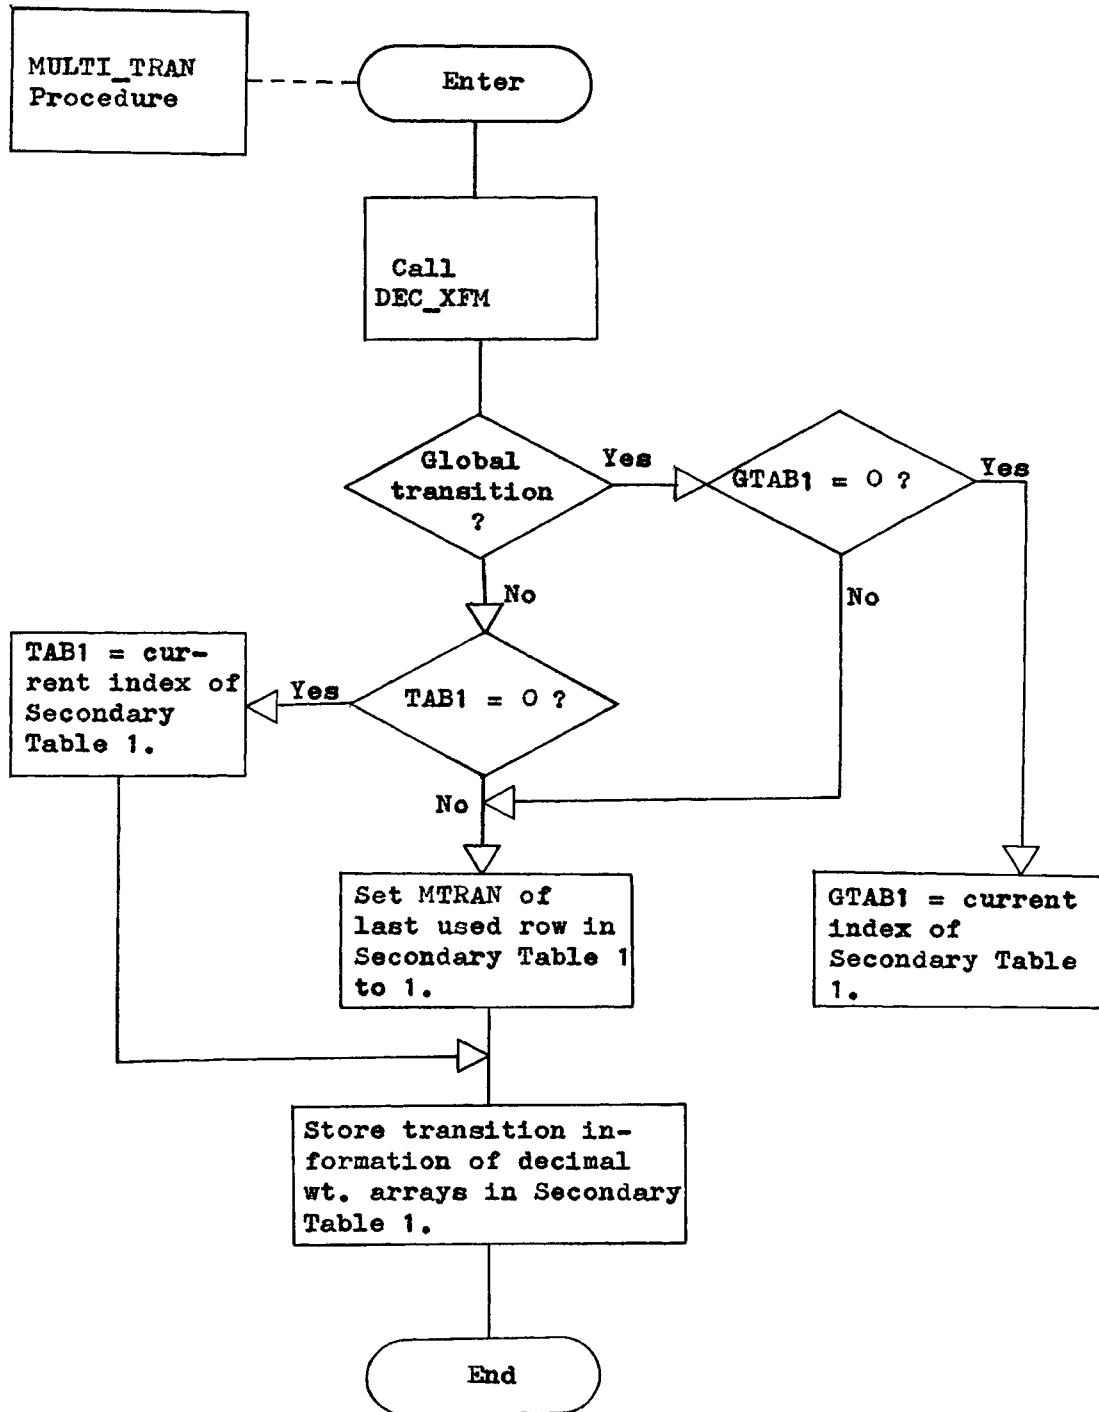 MULTI_TRAN
Procedure
Enter
Call
DEC_XFM
Global
transition
?
Yes
GTAB1 = 0 ?
Yes
No
No
TAB1 = cur-
rent index of
Secondary
Table 1.
Yes
TAB1 = 0 ?
No
Set MTRAN of
last used row in
Secondary Table 1
to 1.
GTAB1 = current
index of
Secondary Table
1.
Store transition in-
formation of decimal
wt. arrays in Secondary
Table 1.
End